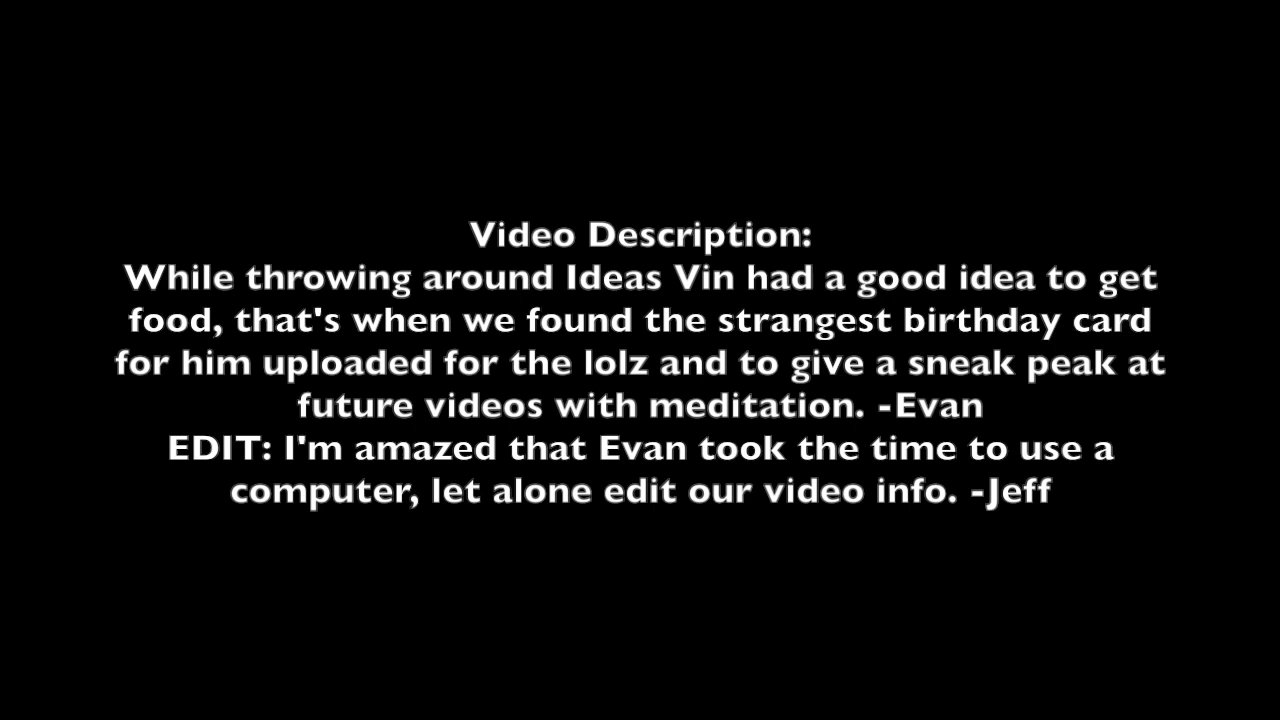 Video Description:
While throwing around Ideas Vin had a good idea to get
food, that's when we found the strangest birthday card
for him uploaded for the lolz and to give a sneak peak at
future videos with meditation. -Evan
EDIT: I'm amazed that Evan took the time to use a
computer, let alone edit our video info. -Jeff